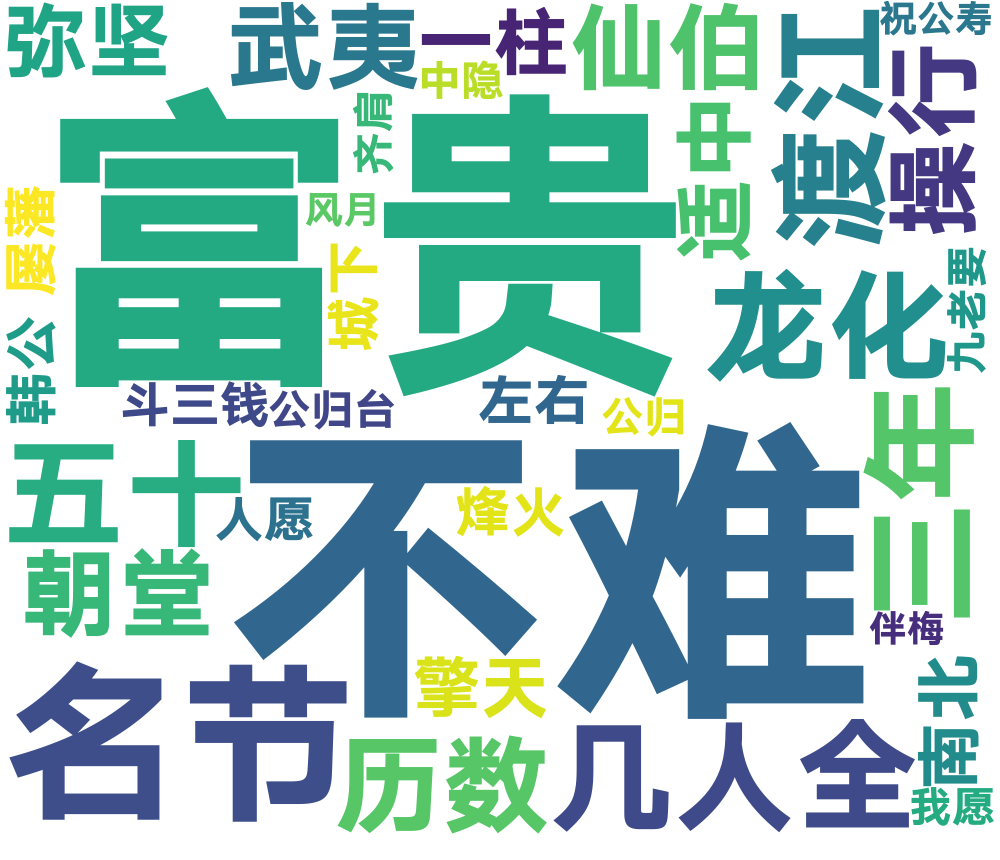 弥坚
武夷
一柱
仙伯
渡江
祝公寿
操行
中隐
齐肩
适中
富贵
屡藩
风月
城下
龙化
九老要
韩公
斗三钱
公归台
左右
公归
三年
不难
五十
人愿
烽火
朝堂
伴梅
名节
擎天
南北
历数
几人全
我愿